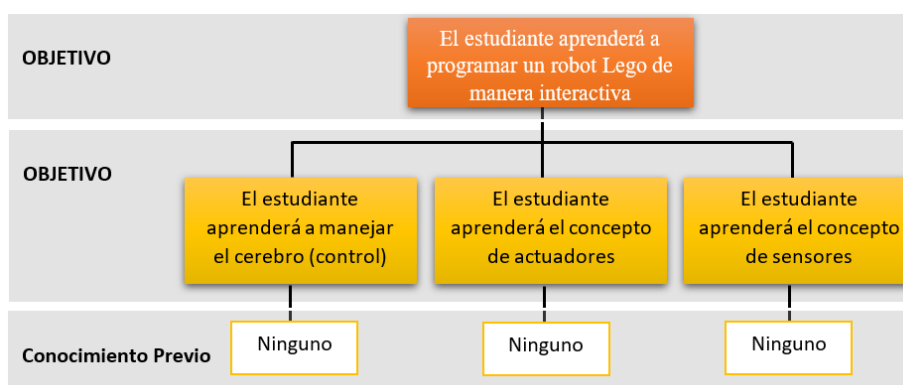 OBJETIVO
El estudiante aprenderá a
programar un robot Lego de
manera interactiva
OBJETIVO
El estudiante
aprenderá a manejar
el cerebro (control)
El estudiante
aprenderá el concepto
de actuadores
El estudiante
aprenderá el concepto
de sensores
Conocimiento Previo
Ninguno
Ninguno
Ninguno